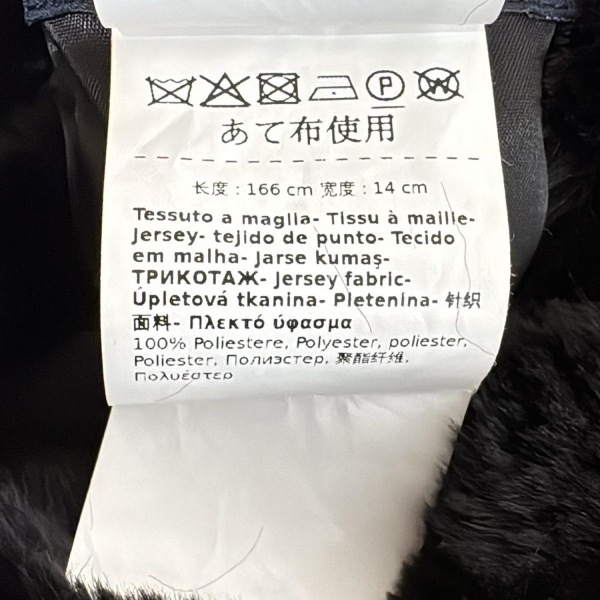 P W
あて布使用
长度：166 cm 宽度：14 cm
Tessuto a maglia- Tissu à maille-
Jersey- tejido de punto- Tecido
em malha- Jarse kumaş-
ТРИКОТАЖ- Jersey fabric-
Úpletová tkanina- Pletenina- 针织
面料- Πλεκτό ύφασμα
100% Poliestere, Polyester, poliester,
Poliester, Полиэстер, 聚酯纤维,
Πολυέστερ